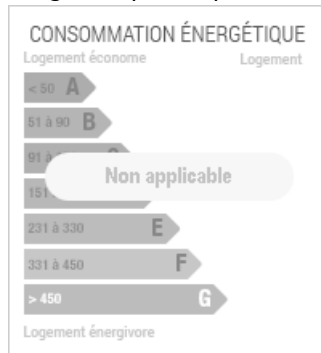 CONSOMMATION ÉNERGÉTIQUE
Logement économe Logement
< 50 A
51 à 90 B
91 à
Non applicable
151
231 à 330 E
331 à 450 F
> 450 G
Logement énergivore